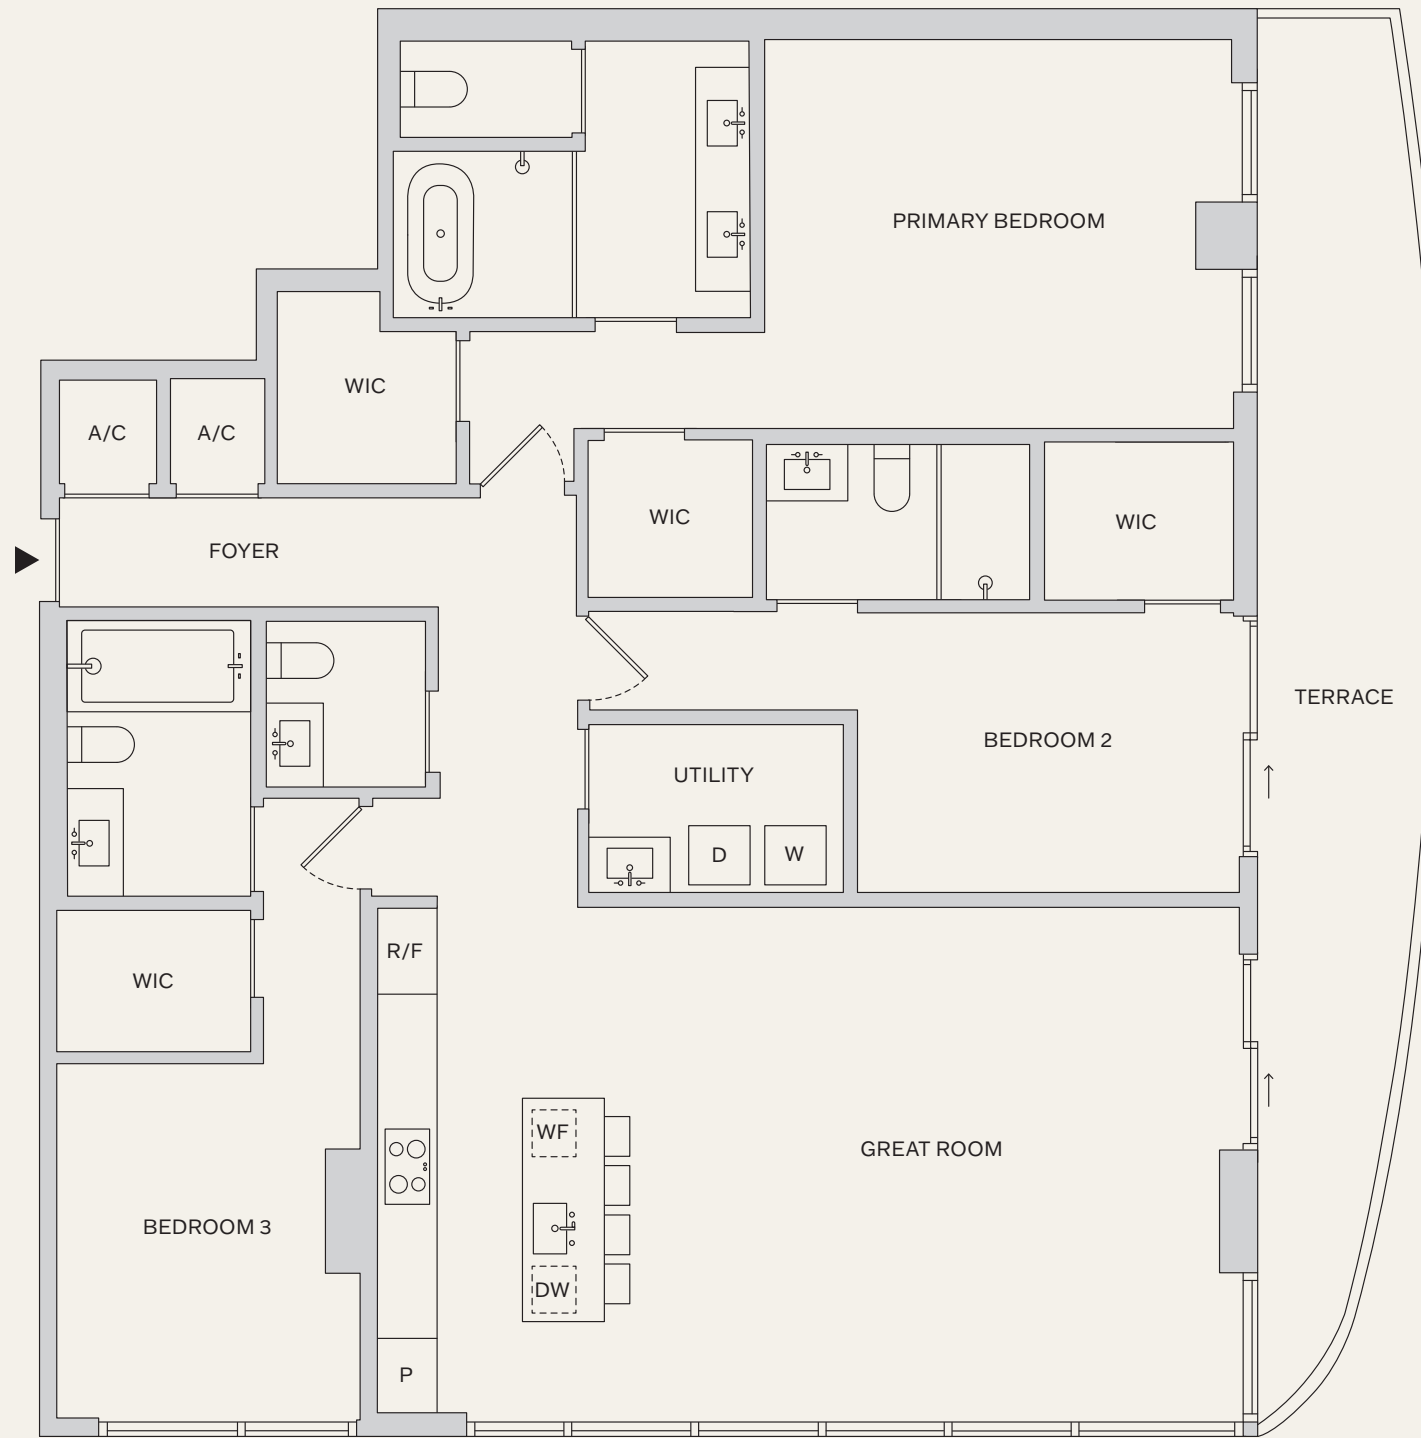 PRIMARY BEDROOM
WIC
A/C
A/C
WIC
WIC
FOYER
TERRACE
BEDROOM 2
UTILITY
D
W
R/F
WIC
WF
GREAT ROOM
BEDROOM 3
DW
P